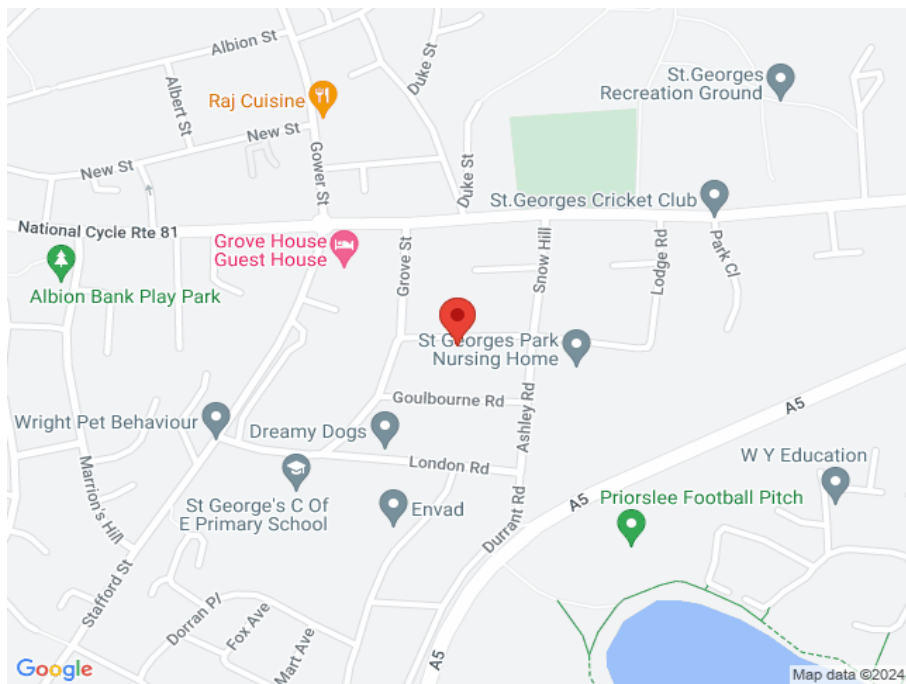 Albion St
Duke St
Albert St
Raj Cuisine
St.Georges
Recreation Ground
New St
New St
Gower St
Duke St
St.Georges Cricket Club
National Cycle Rte 81
Grove House
Guest House
Grove St
Snow Hill
Lodge Rd
Park Cl
Albion Bank Play Park
St Georges Park
Nursing Home
Goulbourne Rd
Ashley Rd
A5
Wright Pet Behaviour
Dreamy Dogs
London Rd
W Y Education
Marrion's Hill
St George's C Of
E Primary School
Envad
Durrant Rd
A5
Priorslee Football Pitch
Stafford St
Dorran Pl
Fox Ave
Mart Ave
A5
Google
Map data ©2024